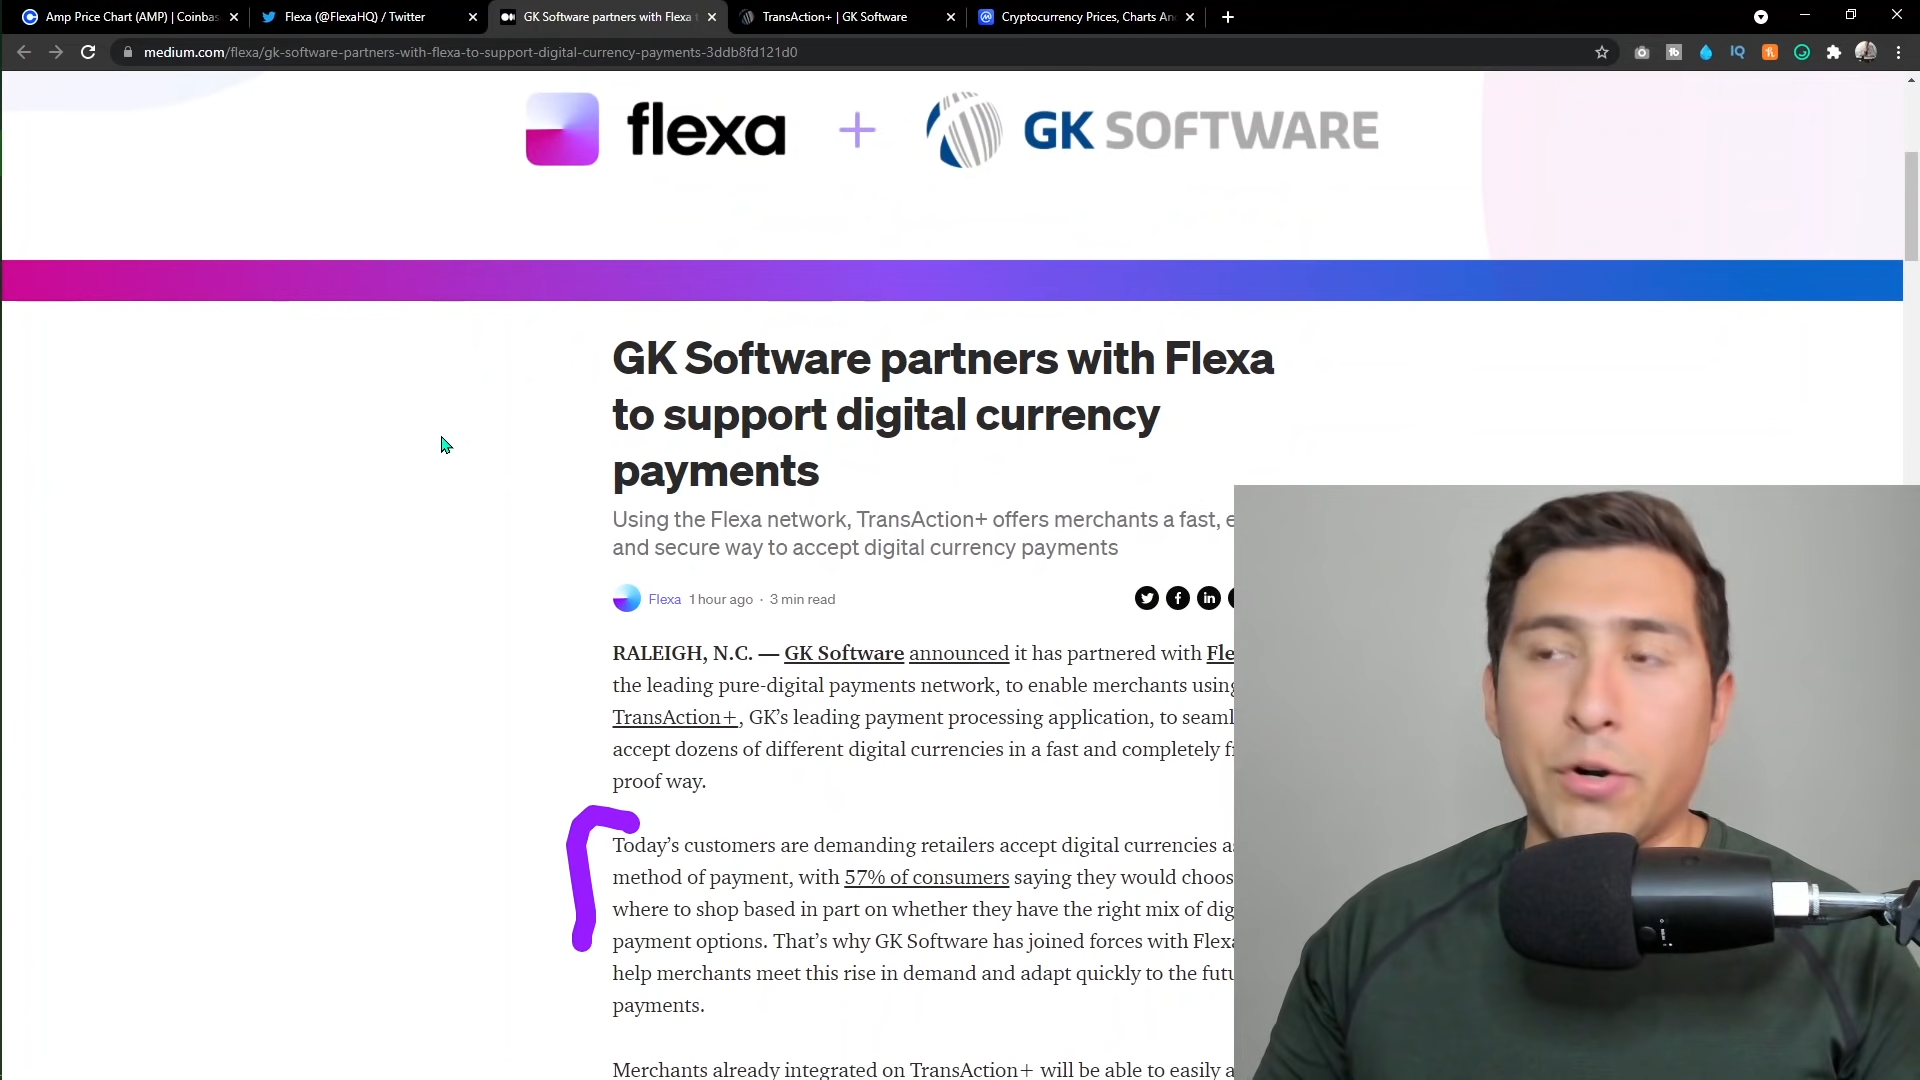 Amp Price Chart (AMP) | Coinbas
Flexa (@FlexaHQ) / Twitter
GK Software partners with Flexa
TransAction+ | GK Software
Cryptocurrency Prices, Charts An
medium.com/flexa/gk-software-partners-with-flexa-to-support-digital-currency-payments-3ddb8fd121d0
flexa + GK SOFTWARE
GK Software partners with Flexa
to support digital currency
payments
Using the Flexa network, TransAction+ offers merchants a fast, e
and secure way to accept digital currency payments
Flexa 1 hour ago · 3 min read
RALEIGH, N.C. — GK Software announced it has partnered with Fle
the leading pure-digital payments network, to enable merchants using
TransAction+, GK’s leading payment processing application, to seaml
accept dozens of different digital currencies in a fast and completely f
proof way.
Today’s customers are demanding retailers accept digital currencies a
method of payment, with 57% of consumers saying they would choos
where to shop based in part on whether they have the right mix of dig
payment options. That’s why GK Software has joined forces with Flexa
help merchants meet this rise in demand and adapt quickly to the futu
payments.
Merchants already integrated on TransAction+ will be able to easily a